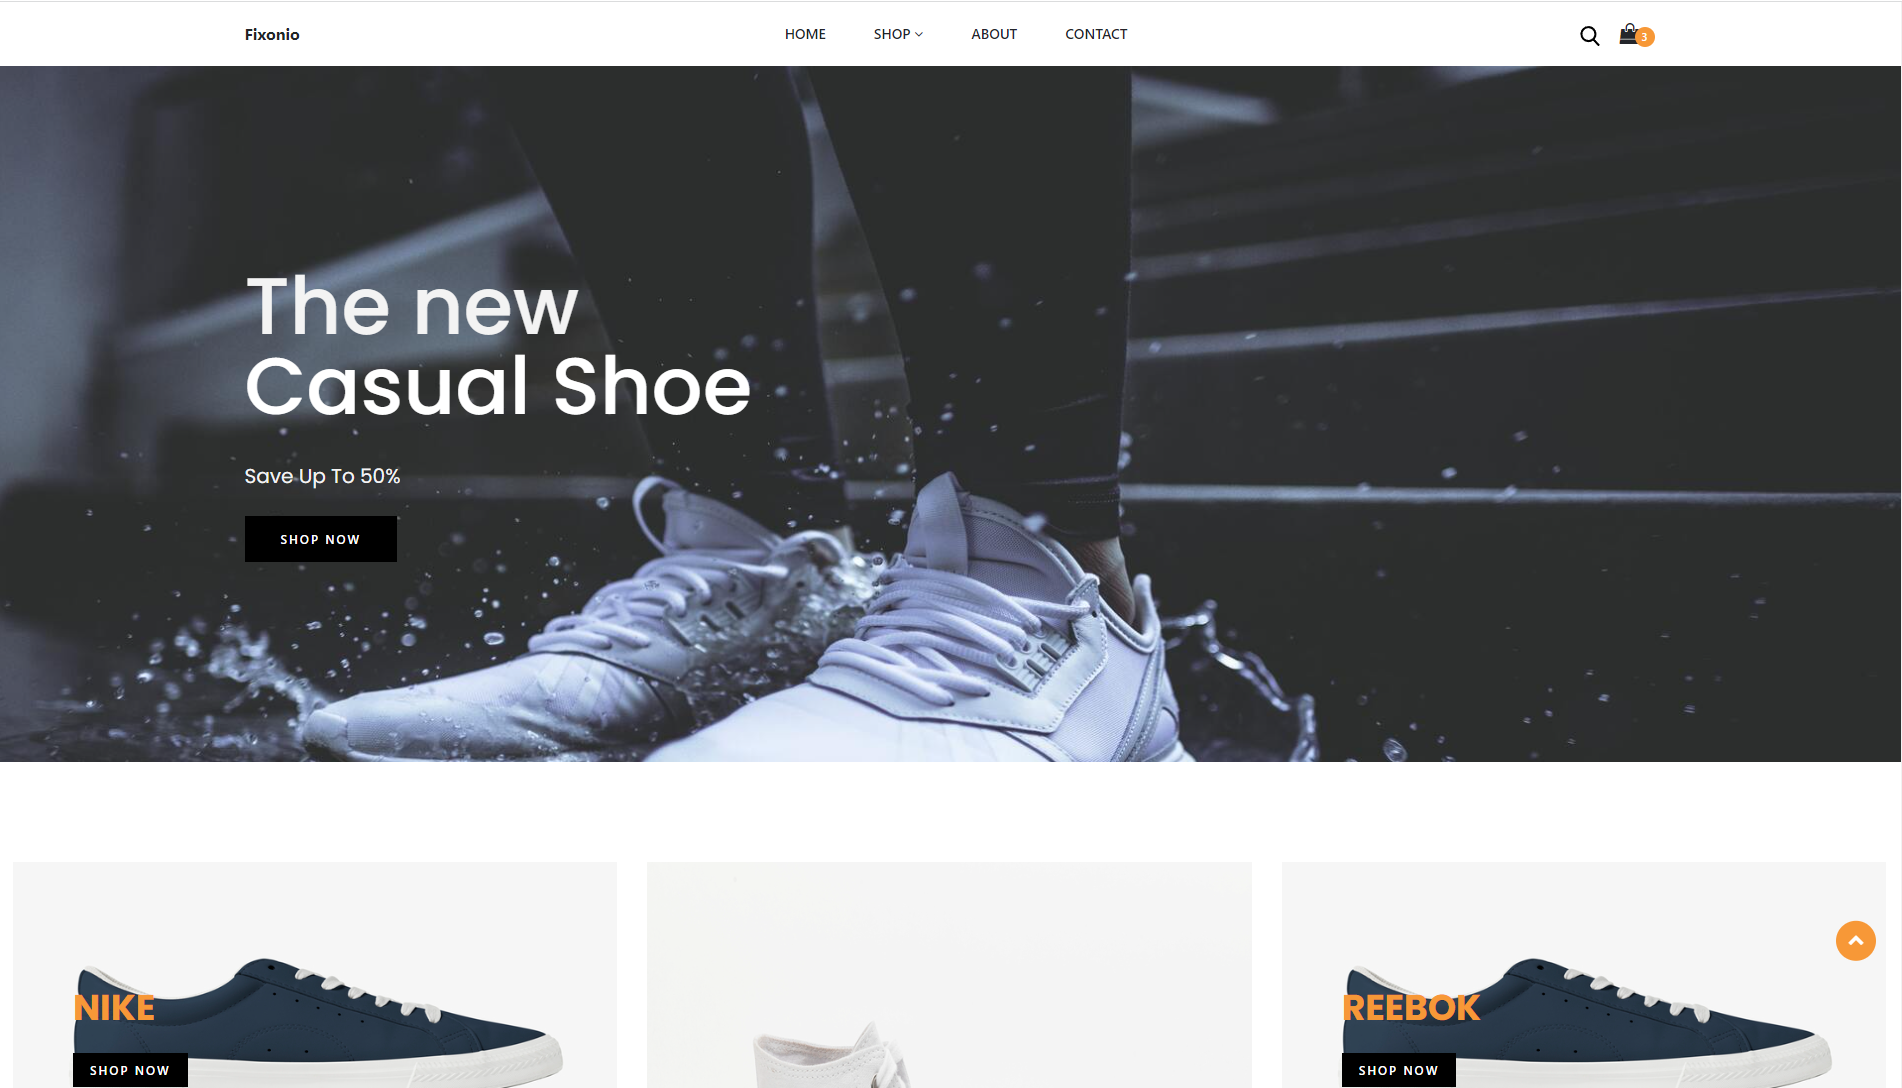 Fixonio
HOME
SHOP
ABOUT
CONTACT
3
The new
Casual Shoe
Save Up To 50%
SHOP NOW
NIKE
SHOP NOW
REEBOK
SHOP NOW